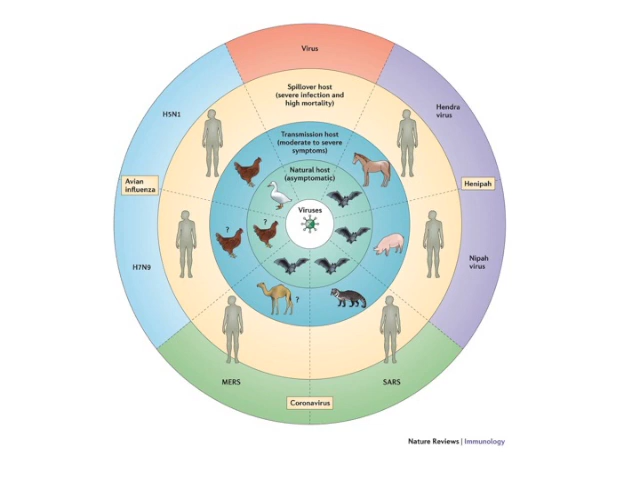 Virus
Spillover host
(severe infection and
high mortality)
H5N1
Hendra
virus
Transmission host
(moderate to severe
symptoms)
Natural host
(asymptomatic)
Avian
influenza
Henipah
Viruses
?
?
H7N9
Nipah
virus
?
MERS
SARS
Coronavirus
Nature Reviews | Immunology